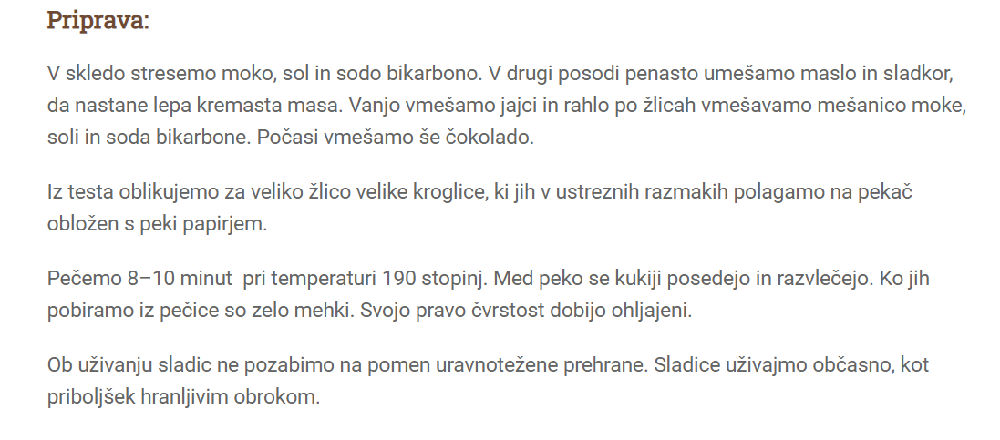 Priprava:
V skledo stresemo moko, sol in sodo bikarbono. V drugi posodi penasto umešamo maslo in sladkor,
da nastane lepa kremasta masa. Vanjo vmešamo jajci in rahlo po žlicah vmešavamo mešanico moke,
soli in soda bikarbone. Počasi vmešamo še čokolado.
Iz testa oblikujemo za veliko žlico velike kroglice, ki jih v ustreznih razmakih polagamo na pekač
obložen s peki papirjem.
Pečemo 8–10 minut  pri temperaturi 190 stopinj. Med peko se kukiji posedejo in razvlečejo. Ko jih
pobiramo iz pečice so zelo mehki. Svojo pravo čvrstost dobijo ohljajeni.
Ob uživanju sladic ne pozabimo na pomen uravnotežene prehrane. Sladice uživajmo občasno, kot
priboljšek hranljivim obrokom.